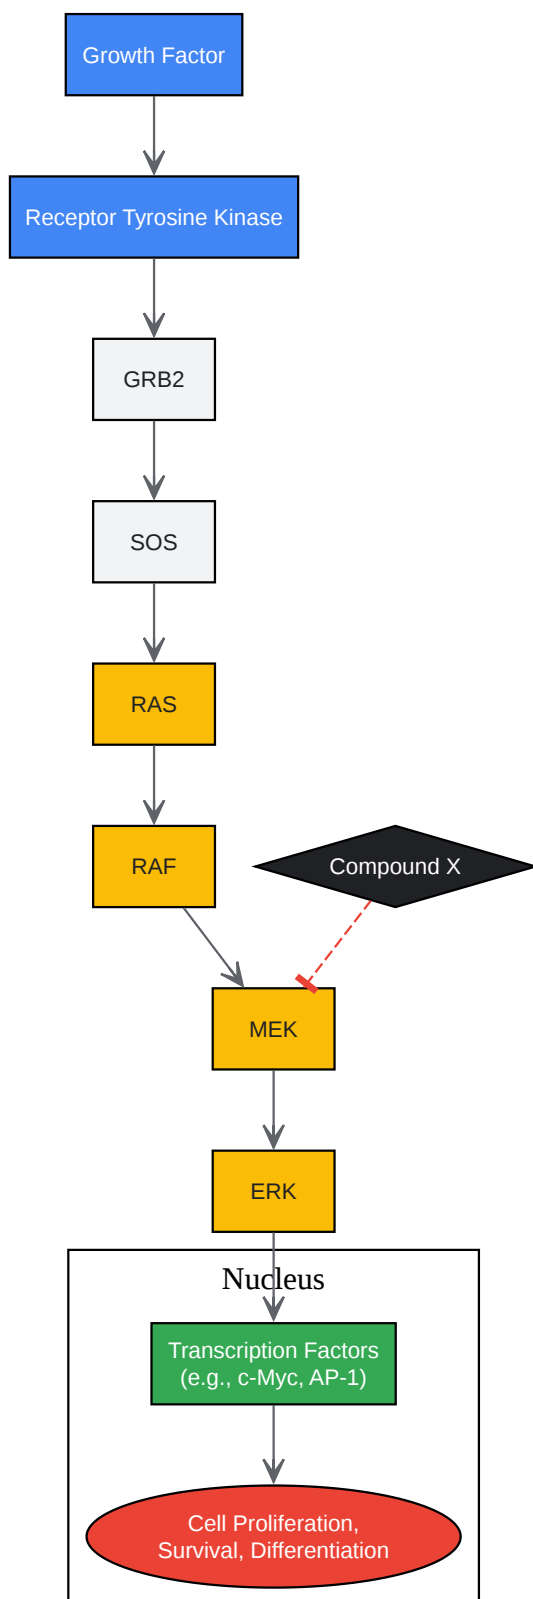 Growth Factor
Receptor Tyrosine Kinase
GRB2
SOS
RAS
RAF
Compound X
MEK
ERK
Nucleus
Transcription Factors
(e.g., c-Myc, AP-1)
Cell Proliferation,
Survival, Differentiation